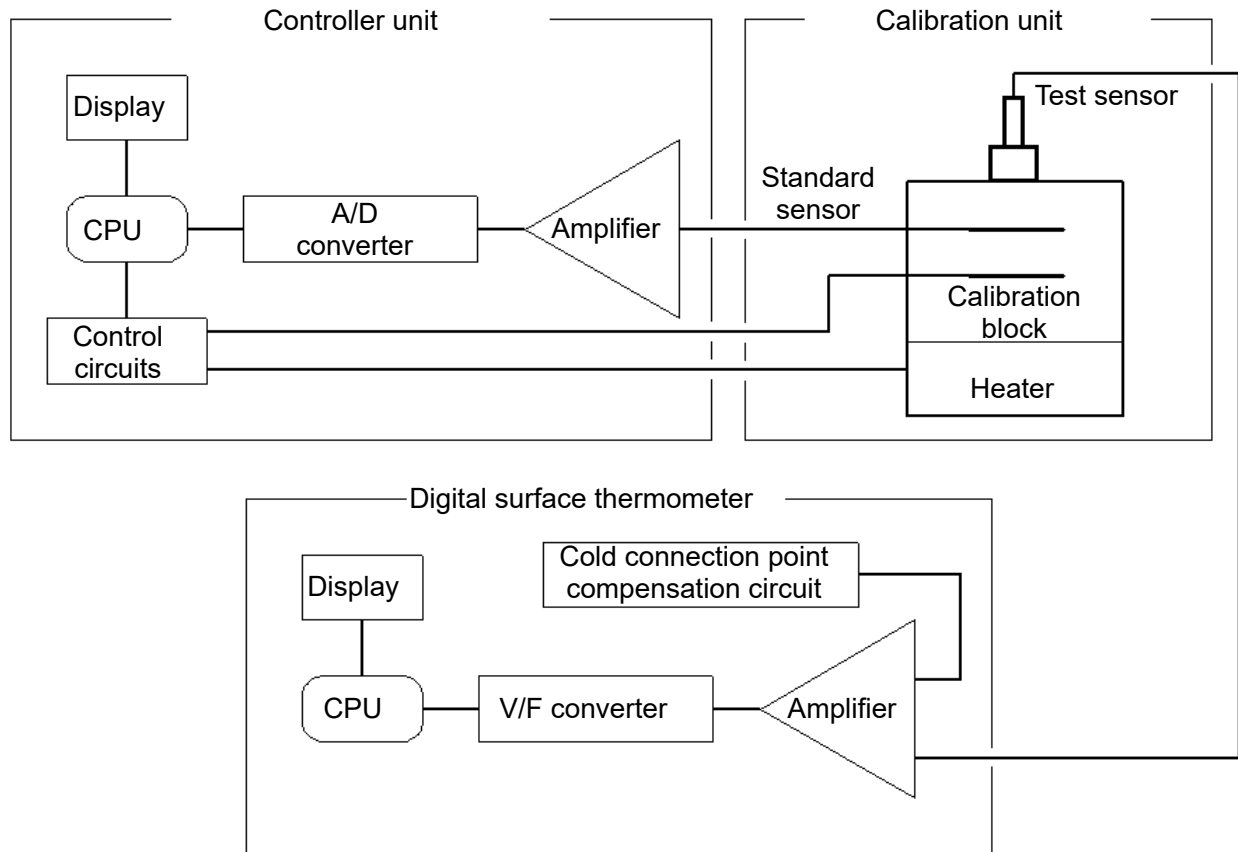 Controller unit
Calibration unit
Display
Test sensor
Standard
sensor
A/D
converter
CPU
Amplifier
Calibration
block
Control
circuits
Heater
Digital surface thermometer
Cold connection point
compensation circuit
Display
CPU
V/F converter
Amplifier